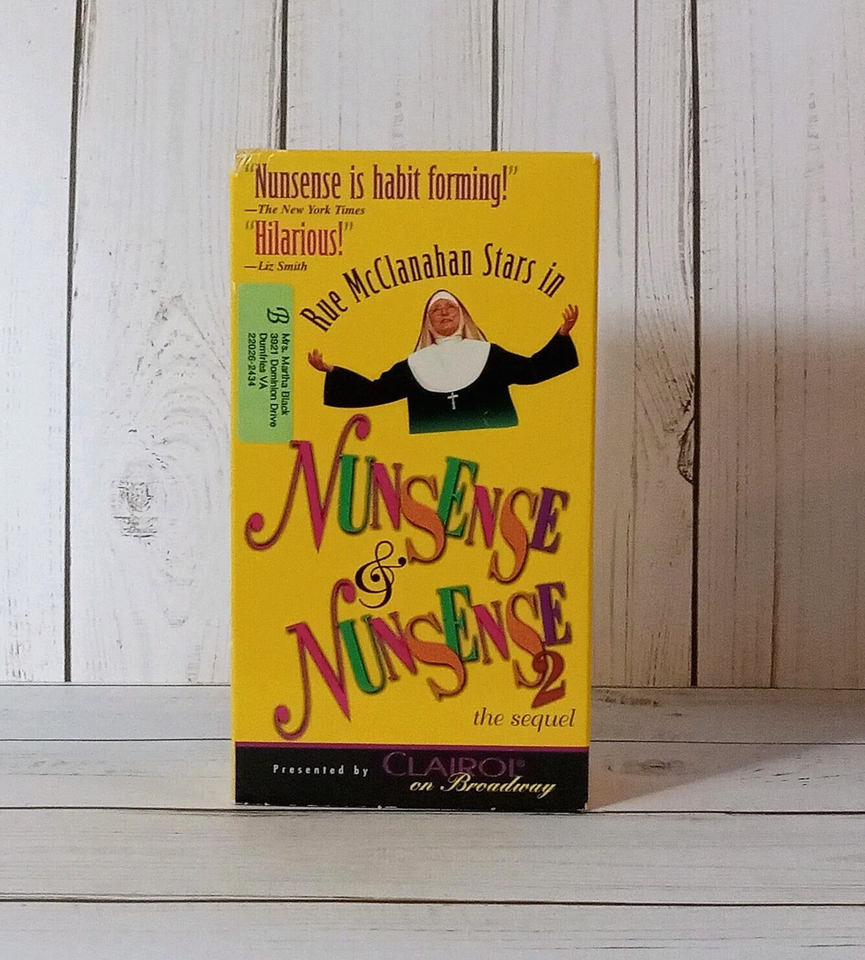 "Nunsense is habit forming!"
—The New York Times
"Hilarious!"
—Liz Smith
Rue McClanahan Stars in
B
Mrs. Martha Black
3921 Dominion Drive
Dumfries VA
22026-2434
NUNSENSE
&
NUNSENSE 2
the sequel
Presented by CLAIROL®
on Broadway